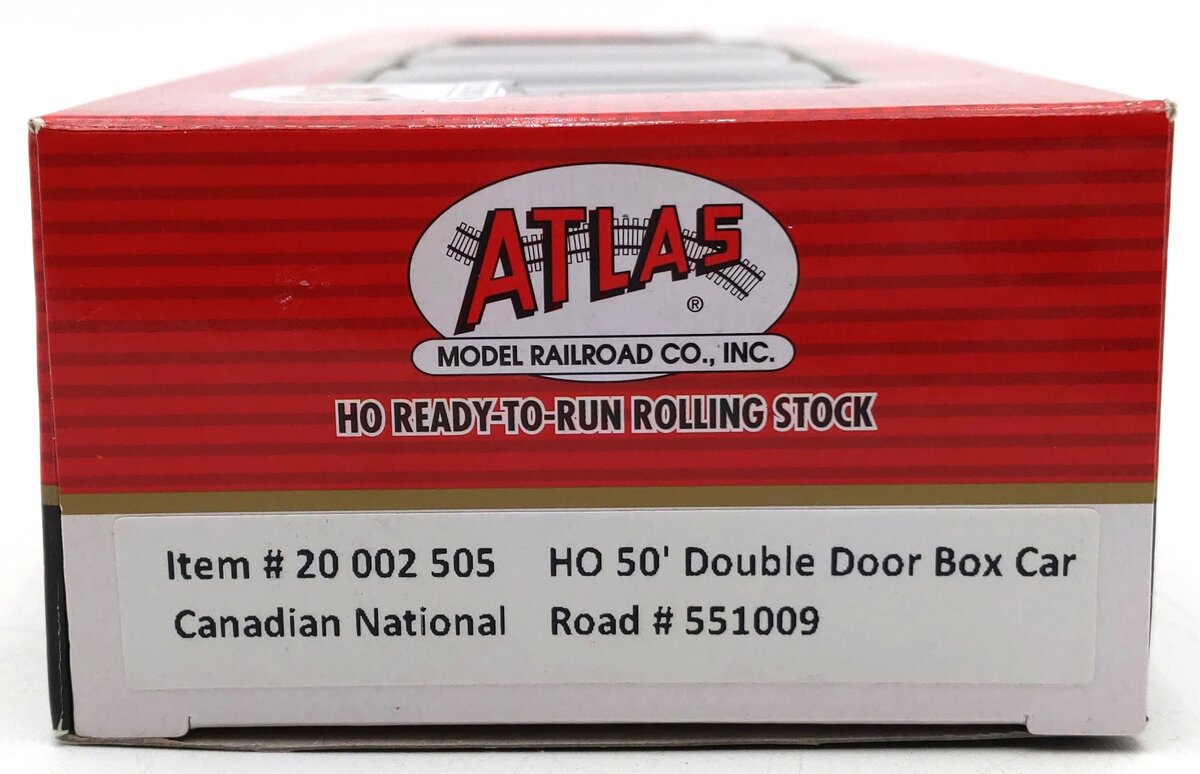 ATLAS
®
MODEL RAILROAD CO., INC.
HO READY-TO-RUN ROLLING STOCK
Item # 20 002 505 HO 50' Double Door Box Car
Canadian National Road # 551009